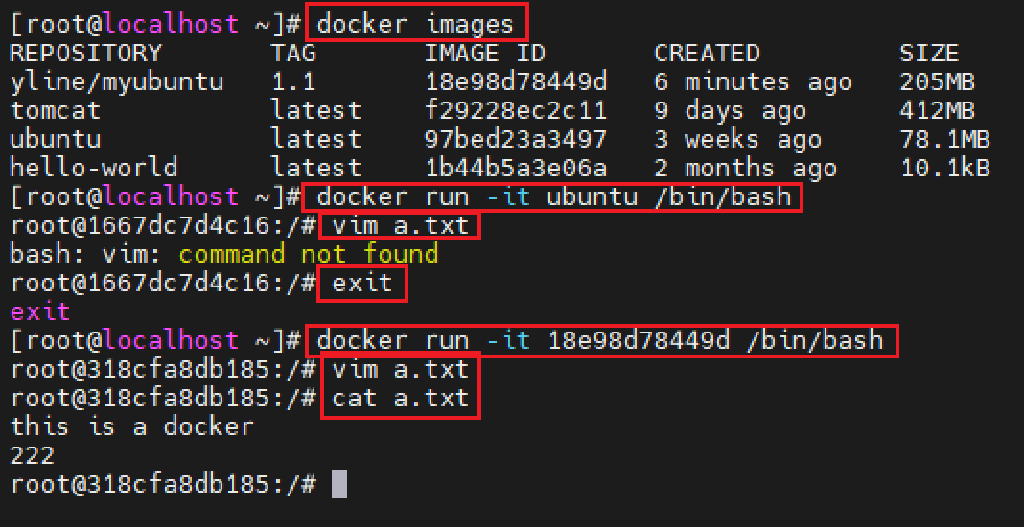 [root@localhost ~]# docker images
REPOSITORY TAG IMAGE ID CREATED SIZE
yline/myubuntu 1.1 18e98d78449d 6 minutes ago 205MB
tomcat latest f29228ec2c11 9 days ago 412MB
ubuntu latest 97bed23a3497 3 weeks ago 78.1MB
hello-world latest 1b44b5a3e06a 2 months ago 10.1kB
[root@localhost ~]# docker run -it ubuntu /bin/bash
root@1667dc7d4c16:/# vim a.txt
bash: vim: command not found
root@1667dc7d4c16:/# exit
exit
[root@localhost ~]# docker run -it 18e98d78449d /bin/bash
root@318cfa8db185:/# vim a.txt
root@318cfa8db185:/# cat a.txt
this is a docker
222
root@318cfa8db185:/#